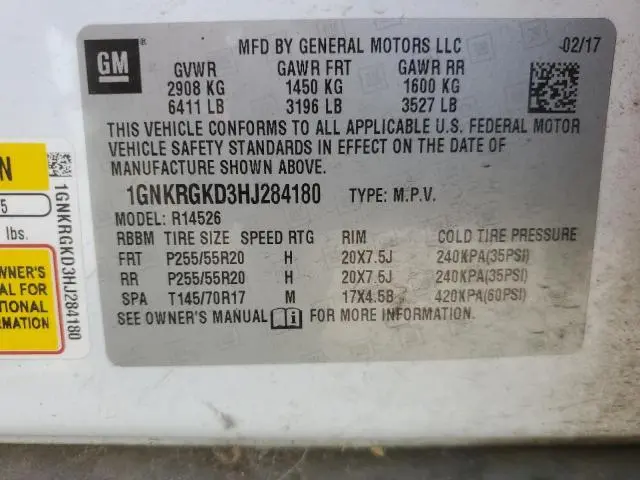 GM
MFD BY GENERAL MOTORS LLC 02/17
GVWR GAWR FRT GAWR RR
2908 KG 1450 KG 1600 KG
6411 LB 3196 LB 3527 LB
THIS VEHICLE CONFORMS TO ALL APPLICABLE U.S. FEDERAL MOTOR
VEHICLE SAFETY STANDARDS IN EFFECT ON THE DATE OF
MANUFACTURE SHOWN ABOVE.
1GNKRGKD3HJ284180 TYPE: M.P.V.
MODEL: R14526
RBBM TIRE SIZE SPEED RTG RIM COLD TIRE PRESSURE
FRT P255/55R20 H 20X7.5J 240KPA(35PSI)
RR P255/55R20 H 20X7.5J 240KPA(35PSI)
SPA T145/70R17 M 17X4.5B 420KPA(60PSI)
SEE OWNER'S MANUAL i FOR MORE INFORMATION.
N
5
lbs.
WNER'S
AL FOR
TIONAL
RMATION
1GNKRGKD3HJ284180